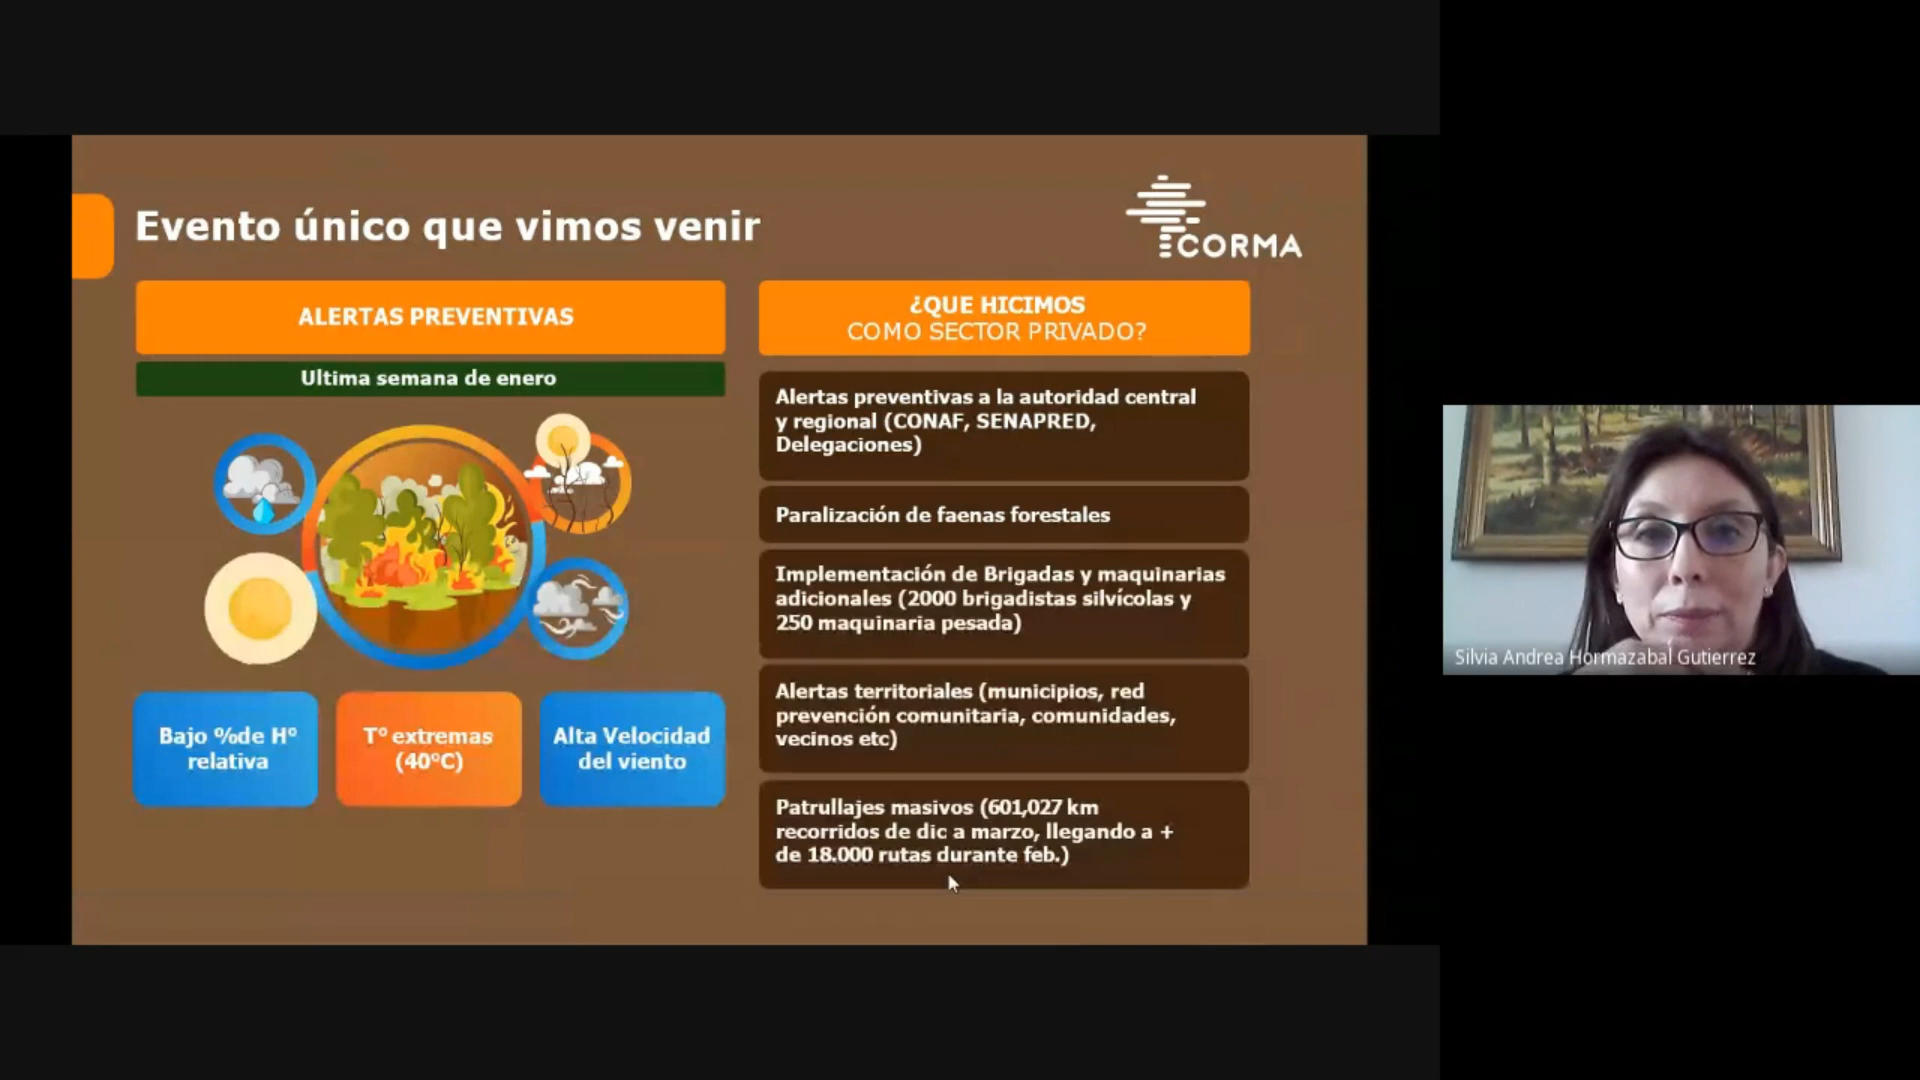 Evento único que vimos venir
CORMA
ALERTAS PREVENTIVAS
Ultima semana de enero
Bajo %de Hº
relativa
Tº extremas
(40ºC)
Alta Velocidad
del viento
¿QUE HICIMOS
COMO SECTOR PRIVADO?
Alertas preventivas a la autoridad central
y regional (CONAF, SENAPRED,
Delegaciones)
Paralización de faenas forestales
Implementación de Brigadas y maquinarias
adicionales (2000 brigadistas silvícolas y
250 maquinaria pesada)
Alertas territoriales (municipios, red
prevención comunitaria, comunidades,
vecinos etc)
Patrullajes masivos (601,027 km
recorridos de dic a marzo, llegando a +
de 18.000 rutas durante feb.)
Silvia Andrea Hormazabal Gutierrez